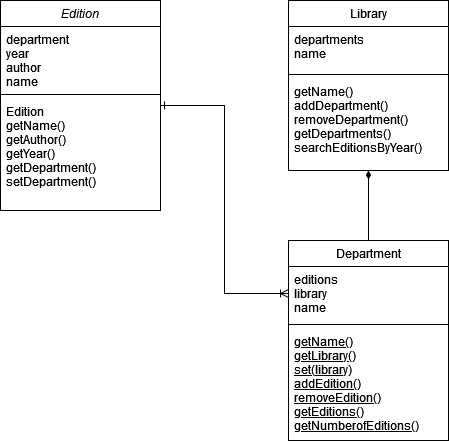 Edition
department
year
author
name
Edition
getName()
getAuthor()
getYear()
getDepartment()
setDepartment()
Library
departments
name
getName()
addDepartment()
removeDepartment()
getDepartments()
searchEditionsByYear()
Department
editions
library
name
getName()
getLibrary()
set(library)
addEdition()
removeEdition()
getEditions()
getNumberofEditions()